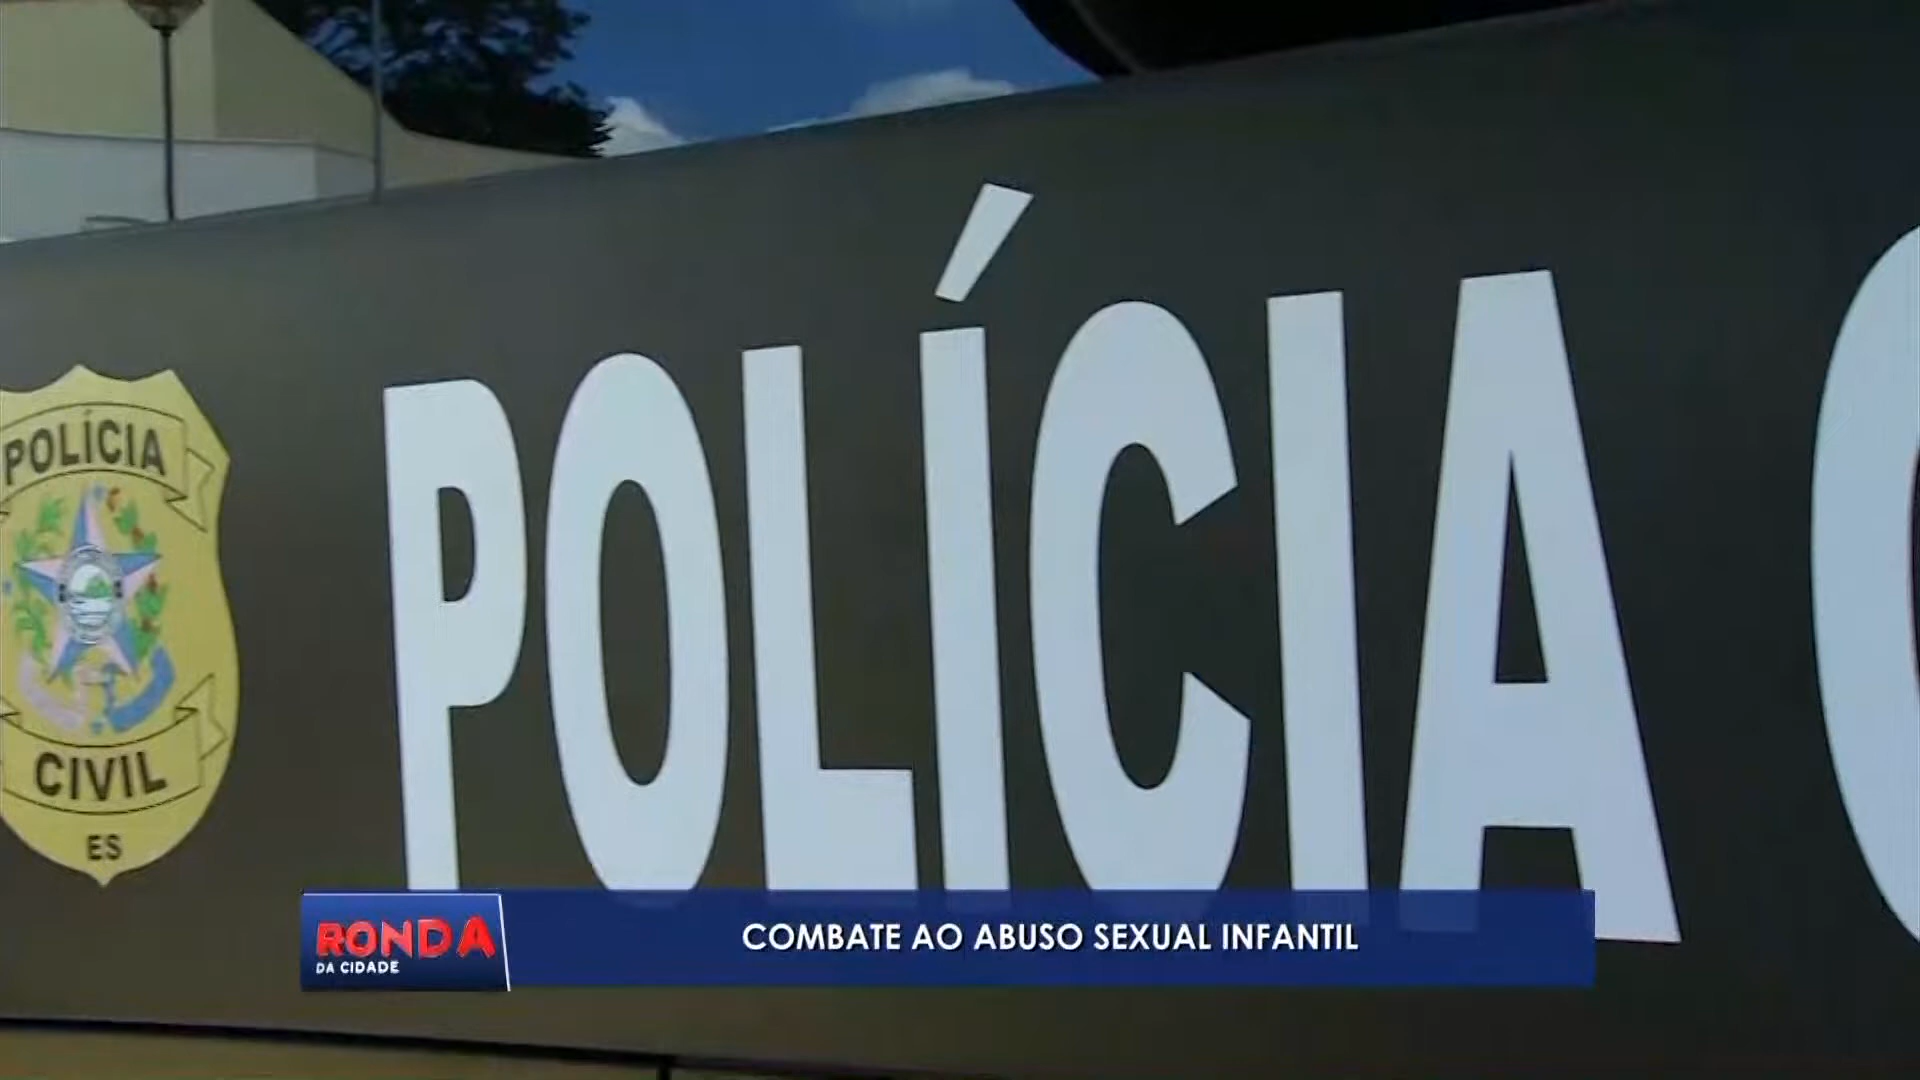 POLÍCIA
CIVIL
ES
POLÍCIA C
RONDA
DA CIDADE
COMBATE AO ABUSO SEXUAL INFANTIL